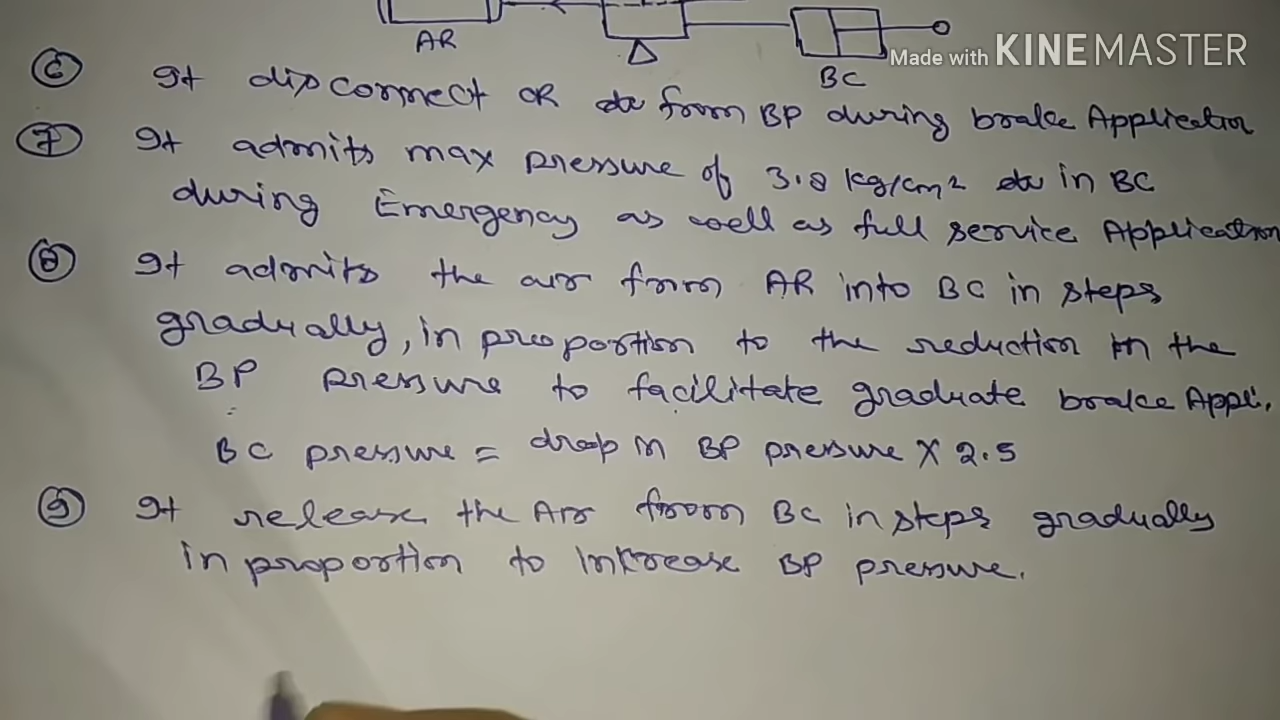 AR
BC
Made with KINEMASTER
6 It disconnect CR from BP during brake Application
7 It admits max pressure of 3.8 kg/cm2 in BC
during Emergency as well as full service Application
8 It admits the air from AR into BC in steps
gradually, in proportion to the reduction in the
BP pressure to facilitate graduate brake Appli.
BC pressure = drop in BP pressure X 2.5
9 It release the Air from BC in steps gradually
in proportion to increase BP pressure.